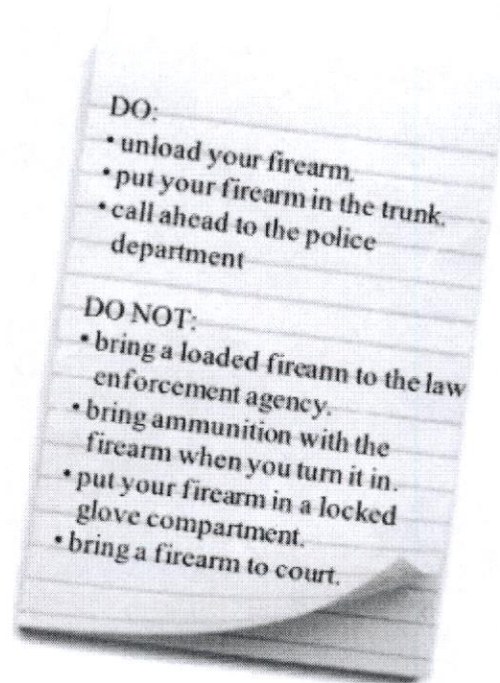 DO:
• unload your firearm.
• put your firearm in the trunk.
• call ahead to the police
department
DO NOT:
• bring a loaded firearm to the law
enforcement agency.
• bring ammunition with the
firearm when you turn it in.
• put your firearm in a locked
glove compartment.
• bring a firearm to court.